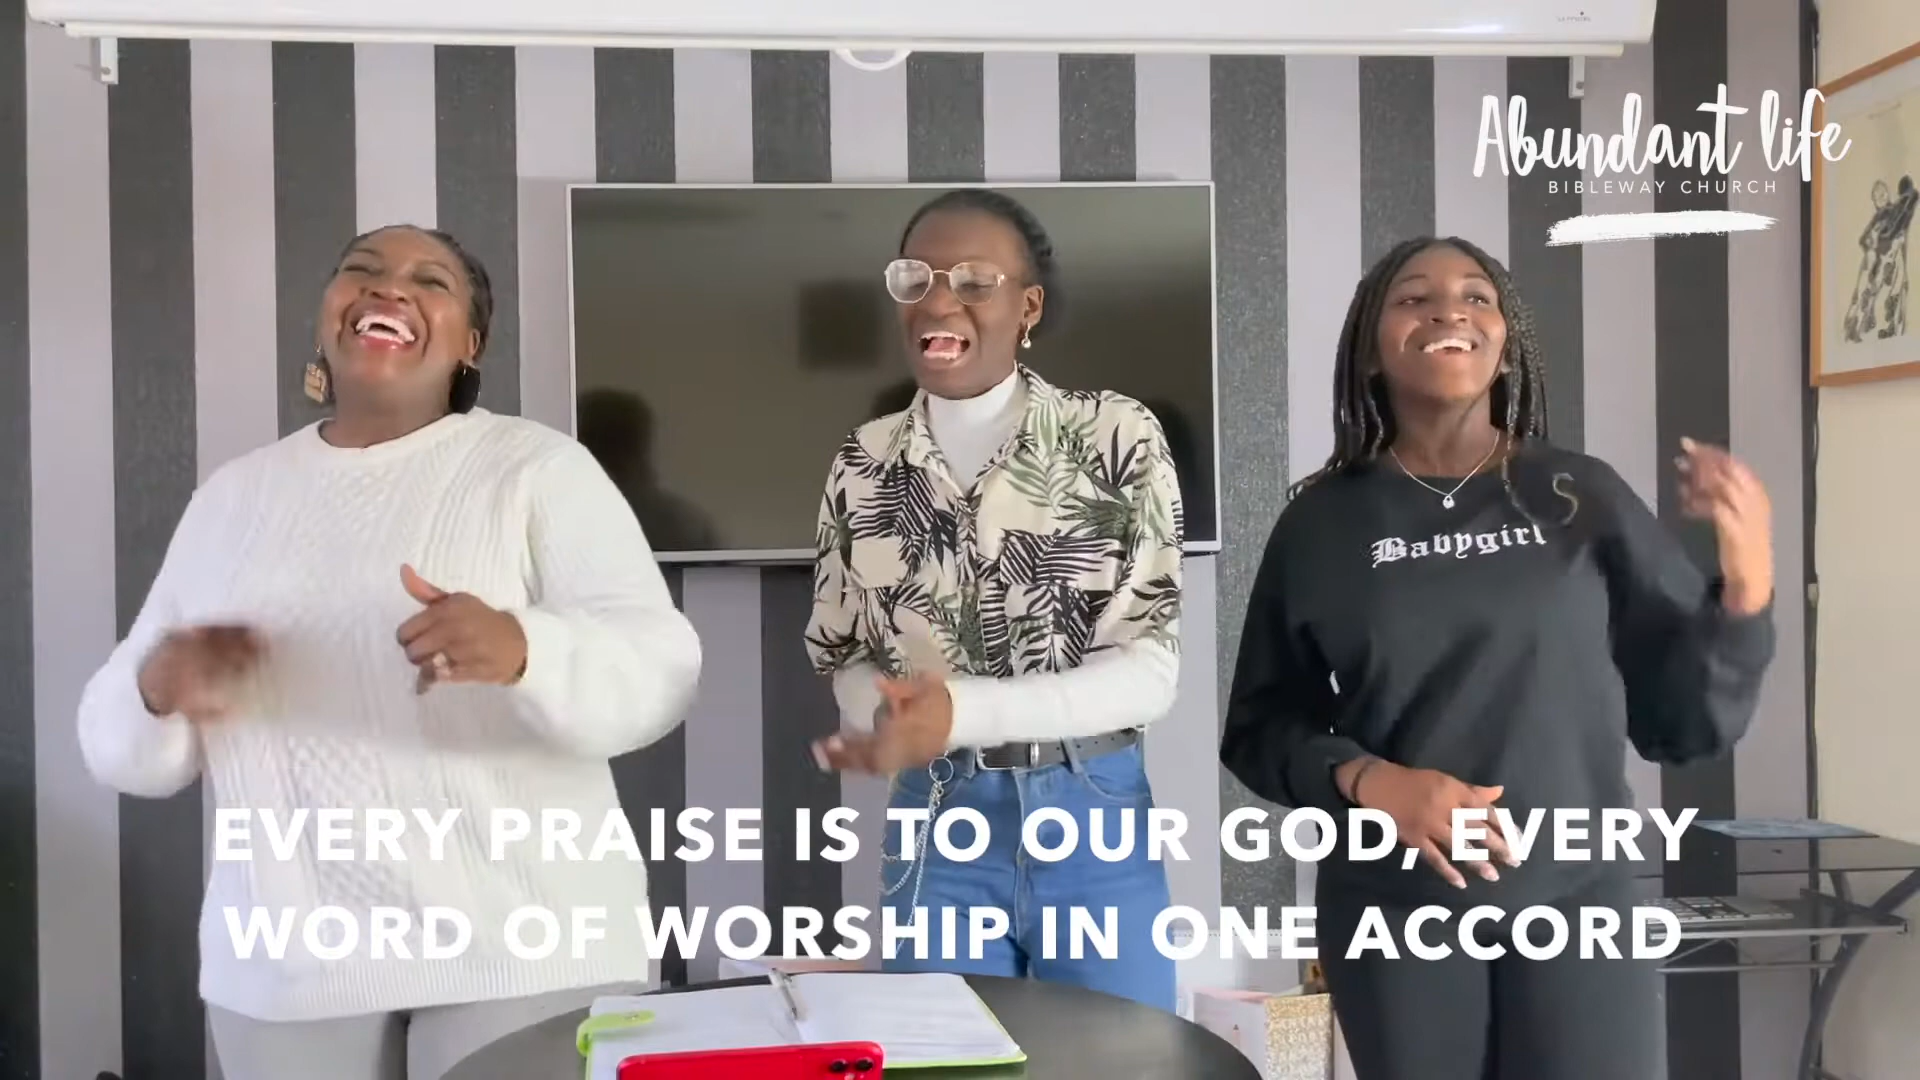 Abundant life
BIBLEWAY CHURCH
Babygirl
EVERY PRAISE IS TO OUR GOD, EVERY
WORD OF WORSHIP IN ONE ACCORD